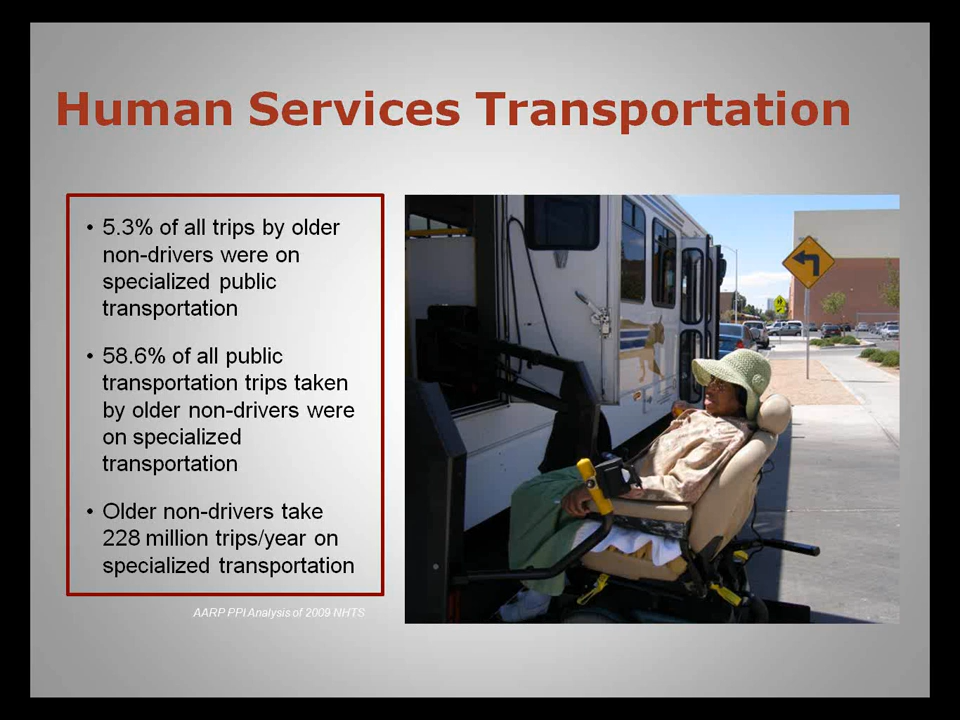 Human Services Transportation
• 5.3% of all trips by older
non-drivers were on
specialized public
transportation
• 58.6% of all public
transportation trips taken
by older non-drivers were
on specialized
transportation
• Older non-drivers take
228 million trips/year on
specialized transportation
AARP PPI Analysis of 2009 NHTS